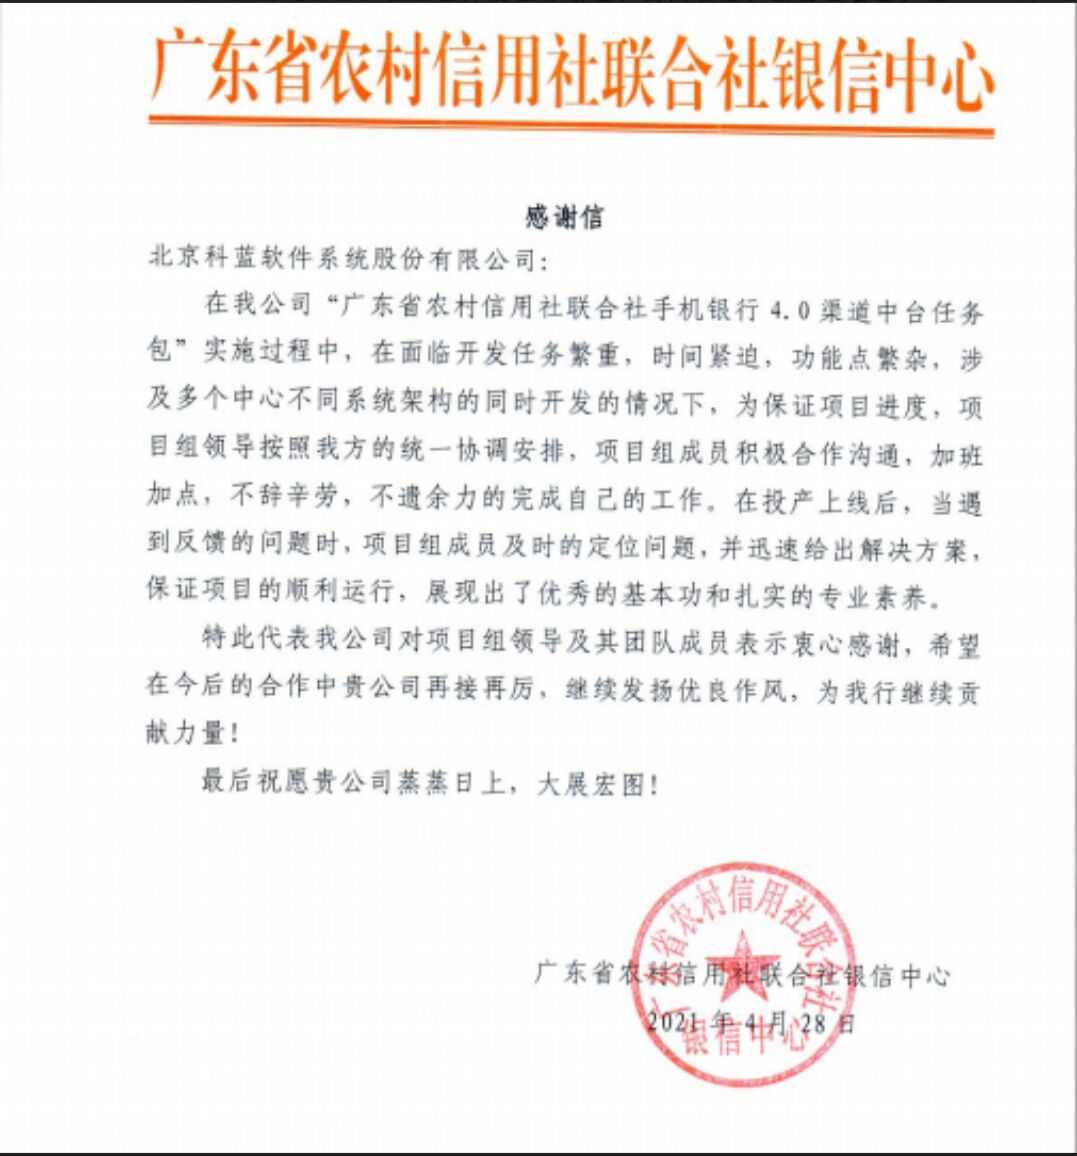 广东省农村信用社联合社银信中心
感谢信
北京科蓝软件系统股份有限公司：
在我公司“广东省农村信用社联合社手机银行 4.0 渠道中台任务
包”实施过程中，在面临开发任务繁重，时间紧迫，功能点繁杂，涉
及多个中心不同系统架构的同时开发的情况下，为保证项目进度，项
目组领导按照我方的统一协调安排，项目组成员积极合作沟通，加班
加点，不辞辛劳，不遗余力的完成自己的工作。在投产上线后，当遇
到反馈的问题时，项目组成员及时的定位问题，并迅速给出解决方案，
保证项目的顺利运行，展现出了优秀的基本功和扎实的专业素养。
特此代表我公司对项目组领导及其团队成员表示衷心感谢，希望
在今后的合作中贵公司再接再厉，继续发扬优良作风，为我行继续贡
献力量！
最后祝愿贵公司蒸蒸日上，大展宏图！
广东省农村信用社联合社银信中心
2021 年 4 月 28 日
广东省农村信用社联合社
银信中心